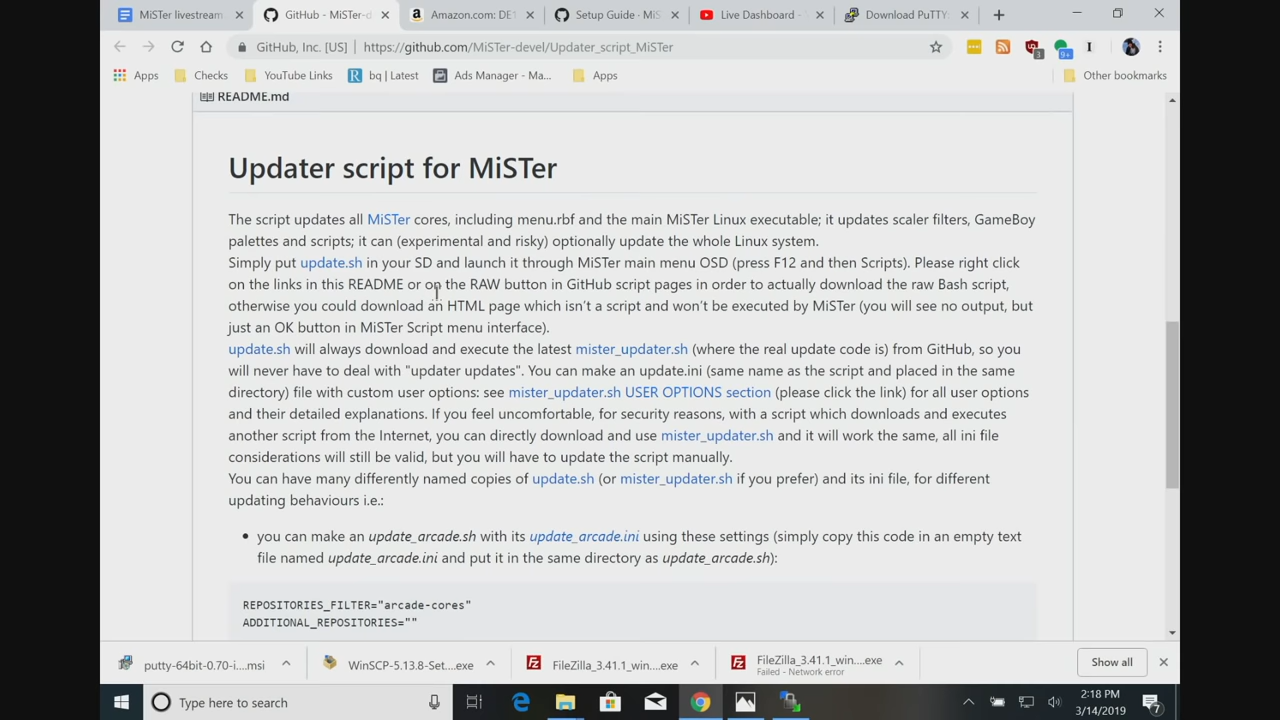 MiSTer livestream
GitHub - MiSTer-d
Amazon.com: DE1
Setup Guide · MiS
Live Dashboard -
Download PuTTY:
GitHub, Inc. [US] | https://github.com/MiSTer-devel/Updater_script_MiSTer
3
9+
Apps
Checks
YouTube Links
bq | Latest
Ads Manager - Ma...
Apps
Other bookmarks
README.md
Updater script for MiSTer
The script updates all MiSTer cores, including menu.rbf and the main MiSTer Linux executable; it updates scaler filters, GameBoy
palettes and scripts; it can (experimental and risky) optionally update the whole Linux system.
Simply put update.sh in your SD and launch it through MiSTer main menu OSD (press F12 and then Scripts). Please right click
on the links in this README or on the RAW button in GitHub script pages in order to actually download the raw Bash script,
otherwise you could download an HTML page which isn't a script and won't be executed by MiSTer (you will see no output, but
just an OK button in MiSTer Script menu interface).
update.sh will always download and execute the latest mister_updater.sh (where the real update code is) from GitHub, so you
will never have to deal with "updater updates". You can make an update.ini (same name as the script and placed in the same
directory) file with custom user options: see mister_updater.sh USER OPTIONS section (please click the link) for all user options
and their detailed explanations. If you feel uncomfortable, for security reasons, with a script which downloads and executes
another script from the Internet, you can directly download and use mister_updater.sh and it will work the same, all ini file
considerations will still be valid, but you will have to update the script manually.
You can have many differently named copies of update.sh (or mister_updater.sh if you prefer) and its ini file, for different
updating behaviours i.e.:
• you can make an update_arcade.sh with its update_arcade.ini using these settings (simply copy this code in an empty text
file named update_arcade.ini and put it in the same directory as update_arcade.sh):
REPOSITORIES_FILTER="arcade-cores"
ADDITIONAL_REPOSITORIES=""
putty-64bit-0.70-i....msi
WinSCP-5.13.8-Set....exe
FileZilla_3.41.1_win....exe
FileZilla_3.41.1_win....exe
Failed - Network error
Show all
Type here to search
2:18 PM
3/14/2019
7